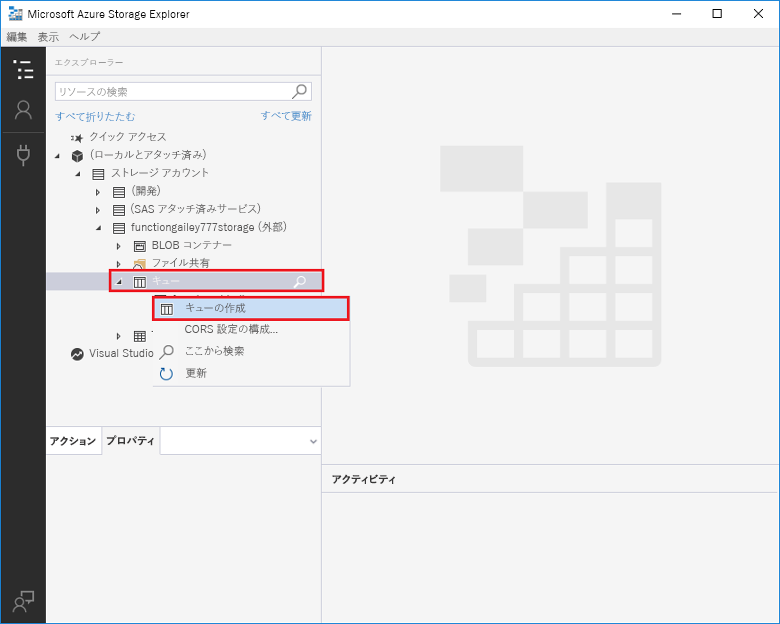 Microsoft Azure Storage Explorer
編集 表示 ヘルプ
エクスプローラー
リソースの検索
すべて折りたたむ すべて更新
クイック アクセス
(ローカルとアタッチ済み)
ストレージ アカウント
(開発)
(SAS アタッチ済みサービス)
functiongailey777storage (外部)
BLOB コンテナー
ファイル共有
キュー
キューの作成
CORS 設定の構成...
Visual Studio
ここから検索
更新
アクション プロパティ
アクティビティ